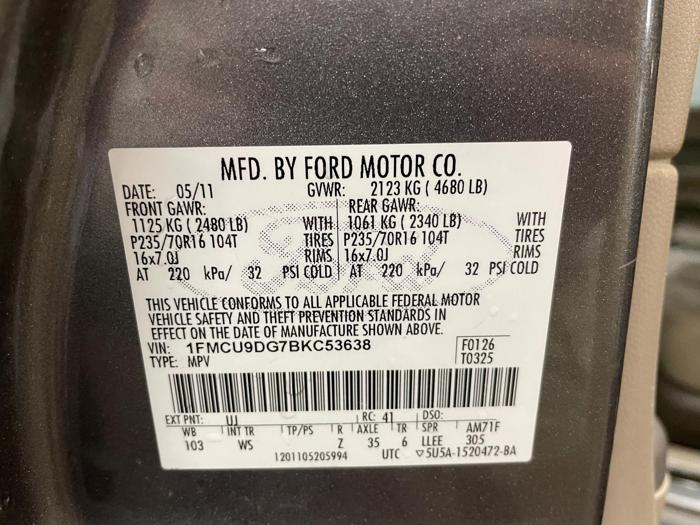 MFD. BY FORD MOTOR CO.
DATE: 05/11 GVWR: 2123 KG ( 4680 LB)
FRONT GAWR: REAR GAWR:
1125 KG ( 2480 LB) WITH 1061 KG ( 2340 LB) WITH
P235/70R16 104T TIRES P235/70R16 104T TIRES
16x7.0J RIMS 16x7.0J RIMS
AT 220 kPa/ 32 PSI COLD AT 220 kPa/ 32 PSI COLD
Ford
THIS VEHICLE CONFORMS TO ALL APPLICABLE FEDERAL MOTOR
VEHICLE SAFETY AND THEFT PREVENTION STANDARDS IN
EFFECT ON THE DATE OF MANUFACTURE SHOWN ABOVE.
VIN: 1FMCU9DG7BKC53638 F0126
TYPE: MPV T0325
EXT PNT: UJ RC: 41 DSO:
WB INT TR TP/PS R AXLE TR SPR AM71F
103 WS Z 35 6 LLEE 305
1201105205994 UTC ▽5U5A-1520472-BA